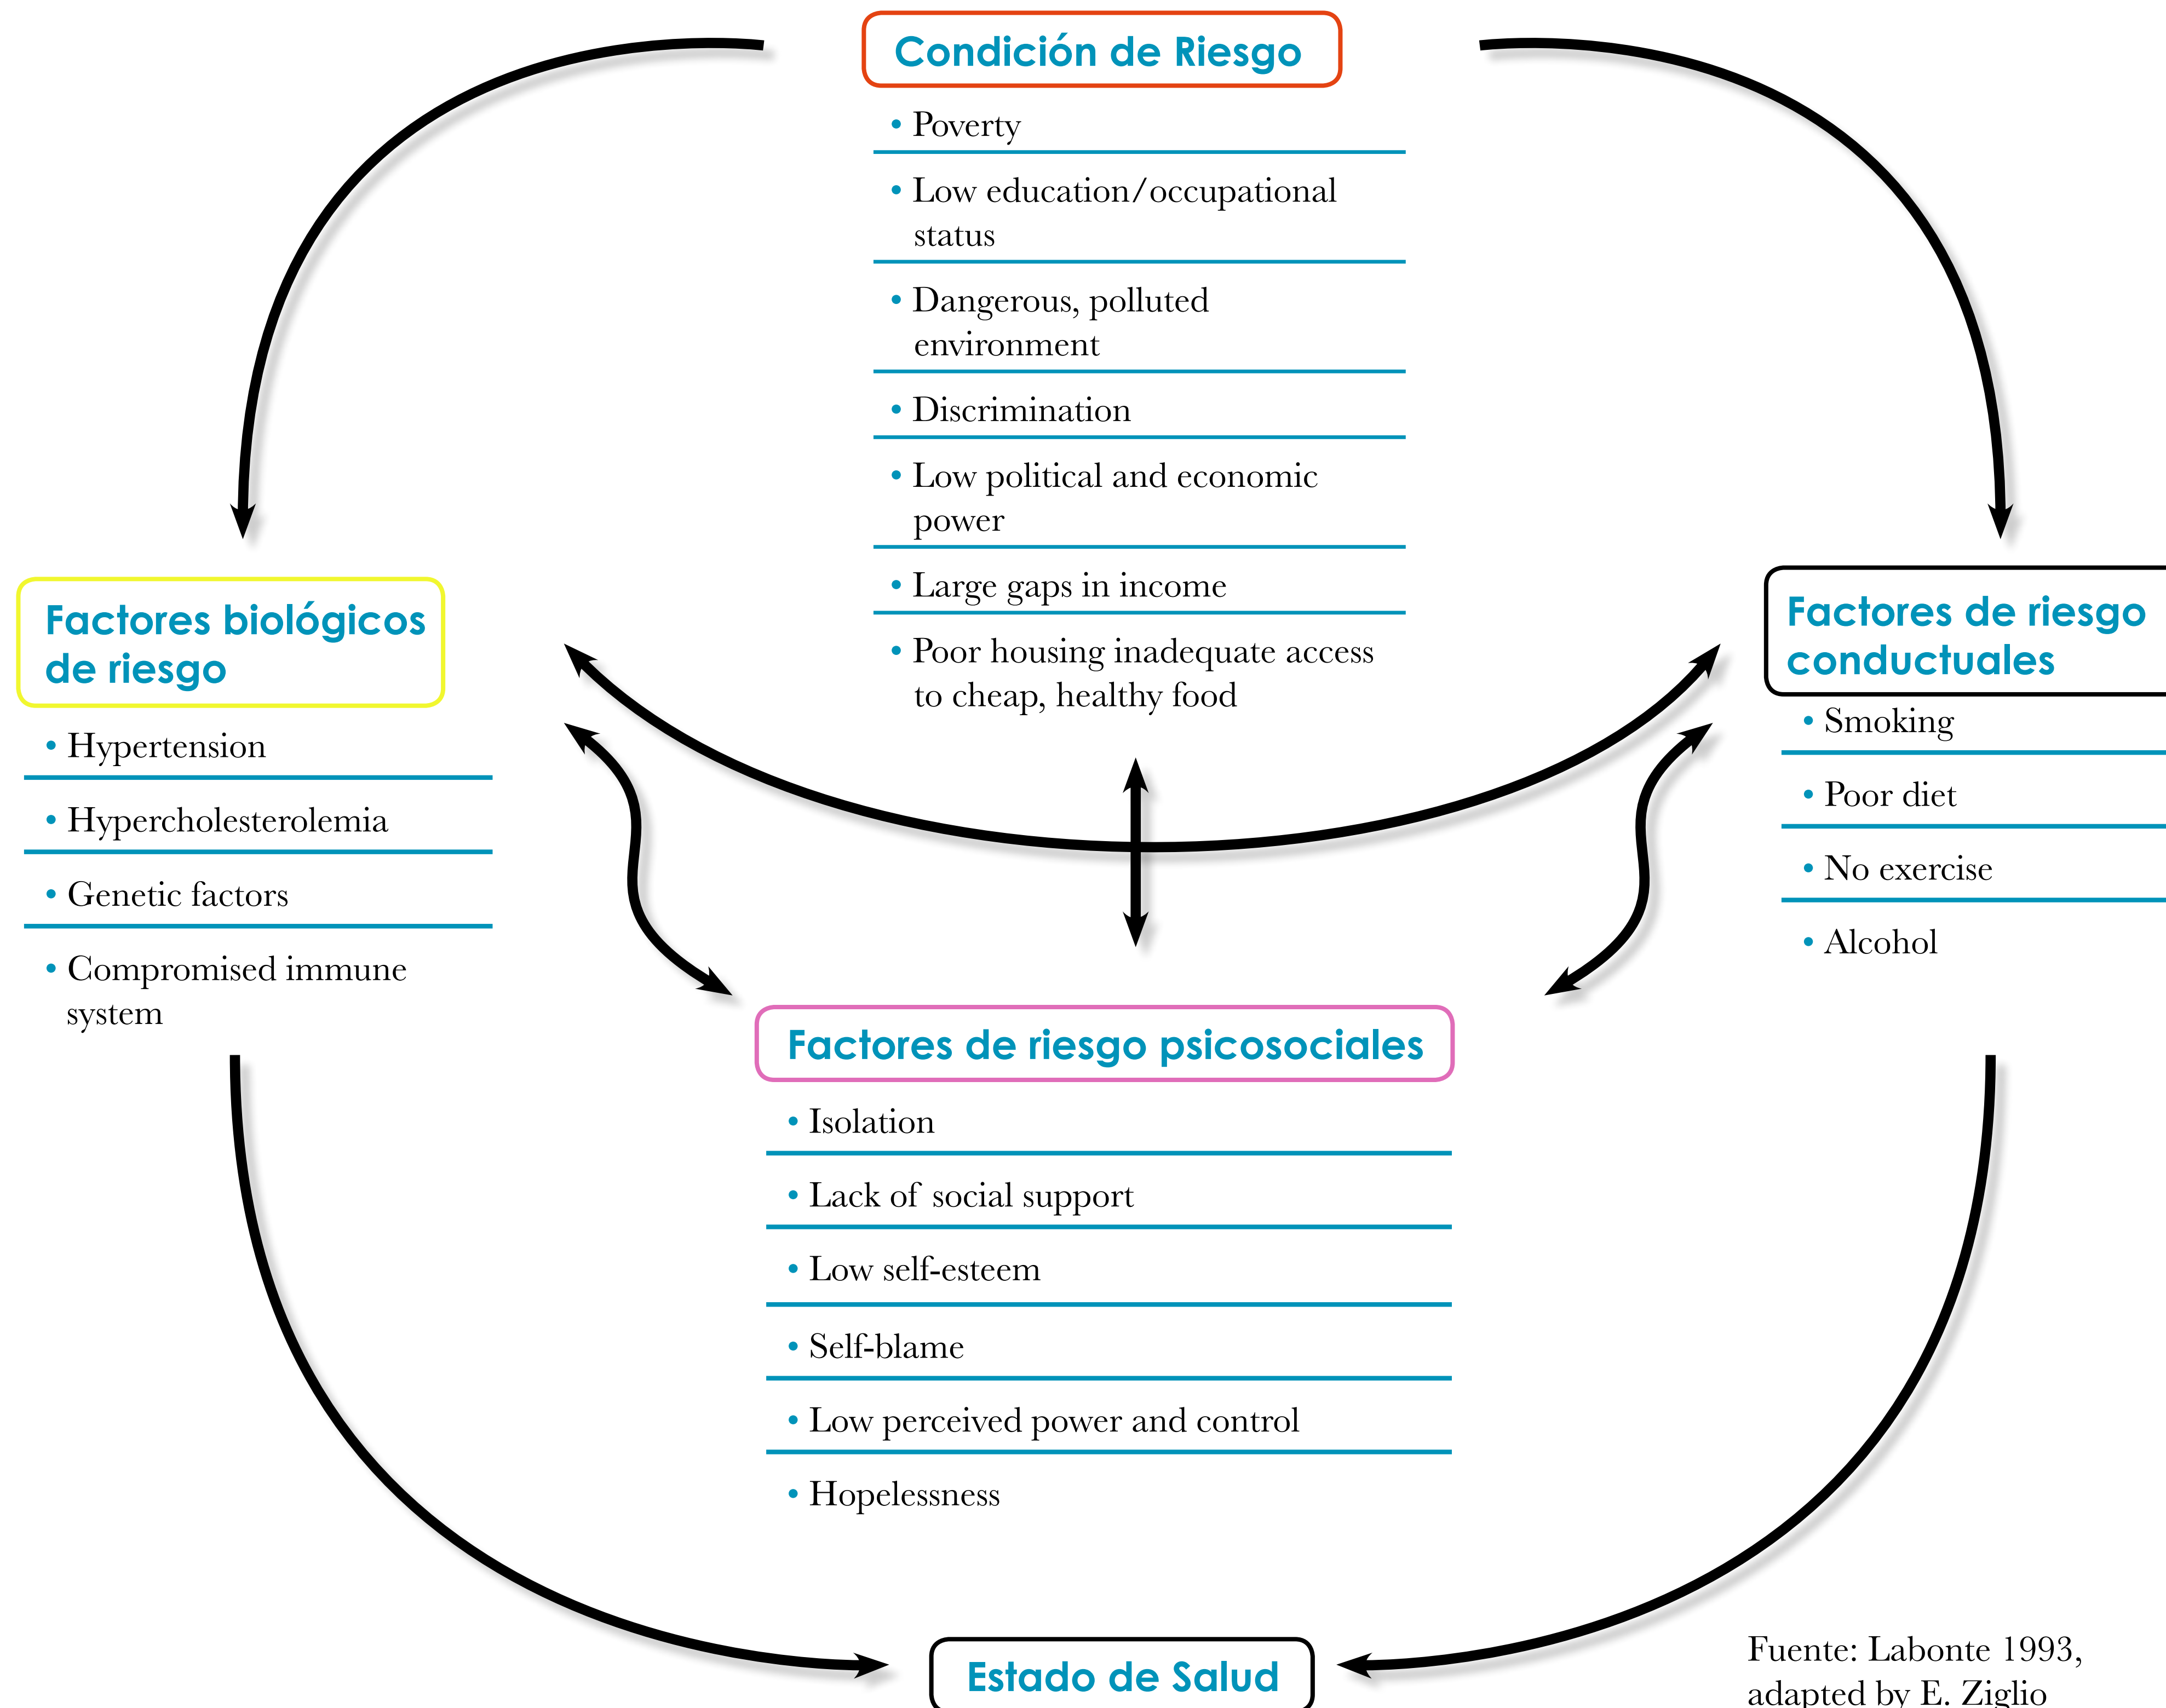 Condición de Riesgo
• Poverty
• Low education/occupational
status
• Dangerous, polluted
environment
• Discrimination
• Low political and economic
power
• Large gaps in income
• Poor housing inadequate access
to cheap, healthy food
Factores biológicos
de riesgo
• Hypertension
• Hypercholesterolemia
• Genetic factors
• Compromised immune
system
Factores de riesgo
conductuales
• Smoking
• Poor diet
• No exercise
• Alcohol
Factores de riesgo psicosociales
• Isolation
• Lack of social support
• Low self-esteem
• Self-blame
• Low perceived power and control
• Hopelessness
Estado de Salud
Fuente: Labonte 1993,
adapted by E. Ziglio